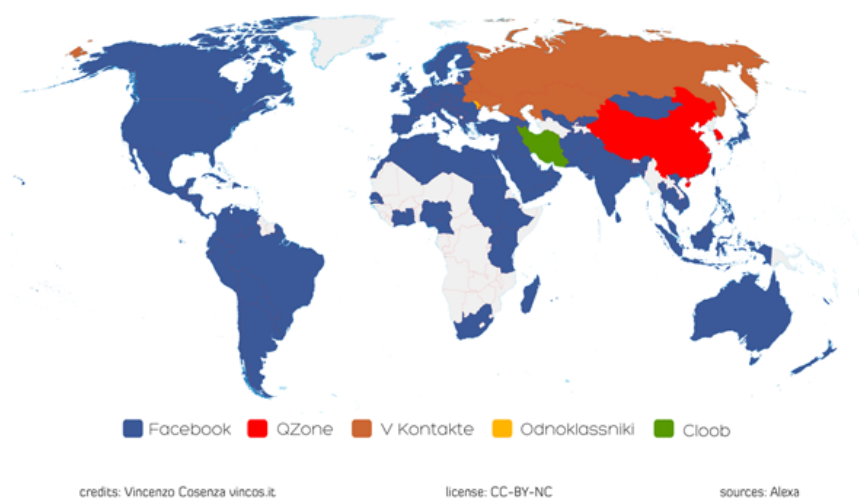 Facebook QZone V Kontakte Odnoklassniki Cloob
credits: Vincenzo Cosenza vincos.it license: CC-BY-NC sources: Alexa